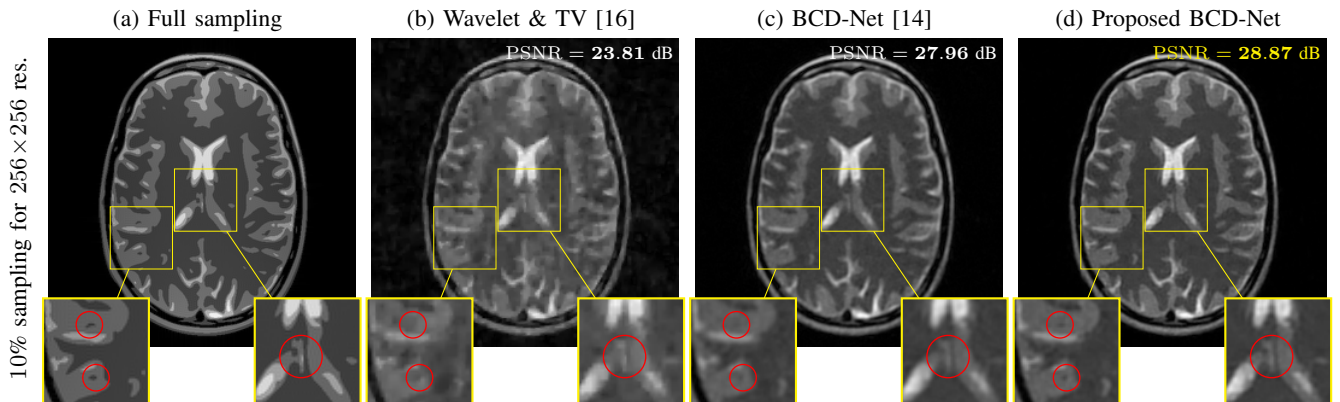 (a) Full sampling
(b) Wavelet & TV [16]
(c) BCD-Net [14]
(d) Proposed BCD-Net
10% sampling for 256×256 res.
PSNR = 23.81 dB
PSNR = 27.96 dB
PSNR = 28.87 dB